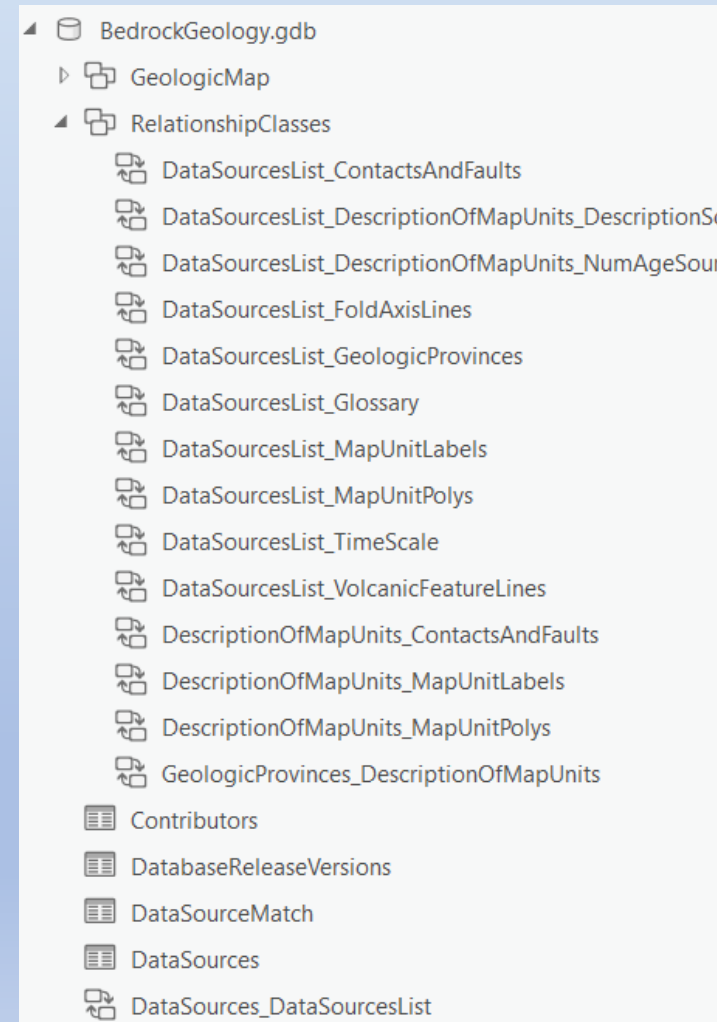 BedrockGeology.gdb
GeologicMap
RelationshipClasses
DataSourcesList_ContactsAndFaults
DataSourcesList_DescriptionOfMapUnits_DescriptionSo
DataSourcesList_DescriptionOfMapUnits_NumAgeSour
DataSourcesList_FoldAxisLines
DataSourcesList_GeologicProvinces
DataSourcesList_Glossary
DataSourcesList_MapUnitLabels
DataSourcesList_MapUnitPolys
DataSourcesList_TimeScale
DataSourcesList_VolcanicFeatureLines
DescriptionOfMapUnits_ContactsAndFaults
DescriptionOfMapUnits_MapUnitLabels
DescriptionOfMapUnits_MapUnitPolys
GeologicProvinces_DescriptionOfMapUnits
Contributors
DatabaseReleaseVersions
DataSourceMatch
DataSources
DataSources_DataSourcesList